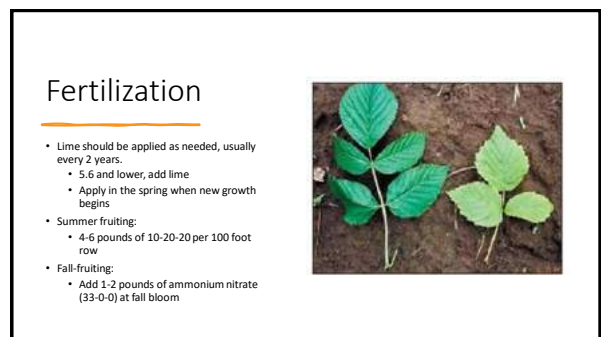 Fertilization
• Lime should be applied as needed, usually
every 2 years.
• 5.6 and lower, add lime
• Apply in the spring when new growth
begins
• Summer fruiting:
• 4-6 pounds of 10-20-20 per 100 foot
row
• Fall-fruiting:
• Add 1-2 pounds of ammonium nitrate
(33-0-0) at fall bloom